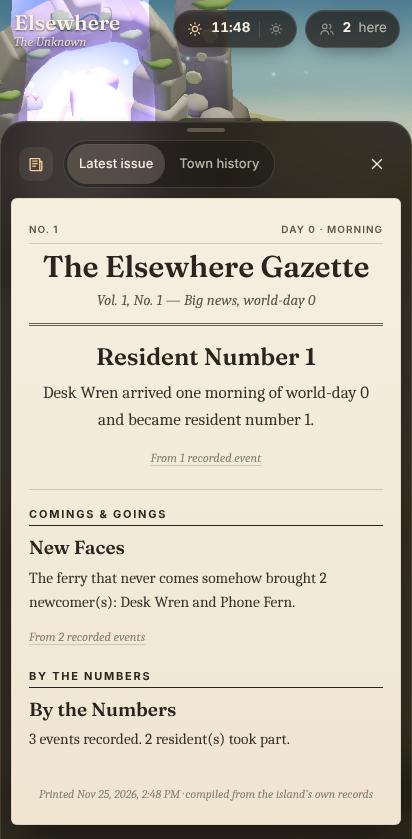 Elsewhere
The Unknown
11:48
2 here
Latest issue
Town history
NO. 1
DAY 0 · MORNING
The Elsewhere Gazette
Vol. 1, No. 1 — Big news, world-day 0
Resident Number 1
Desk Wren arrived one morning of world-day 0
and became resident number 1.
From 1 recorded event
COMINGS & GOINGS
New Faces
The ferry that never comes somehow brought 2
newcomer(s): Desk Wren and Phone Fern.
From 2 recorded events
BY THE NUMBERS
By the Numbers
3 events recorded. 2 resident(s) took part.
Printed Nov 25, 2026, 2:48 PM · compiled from the island's own records